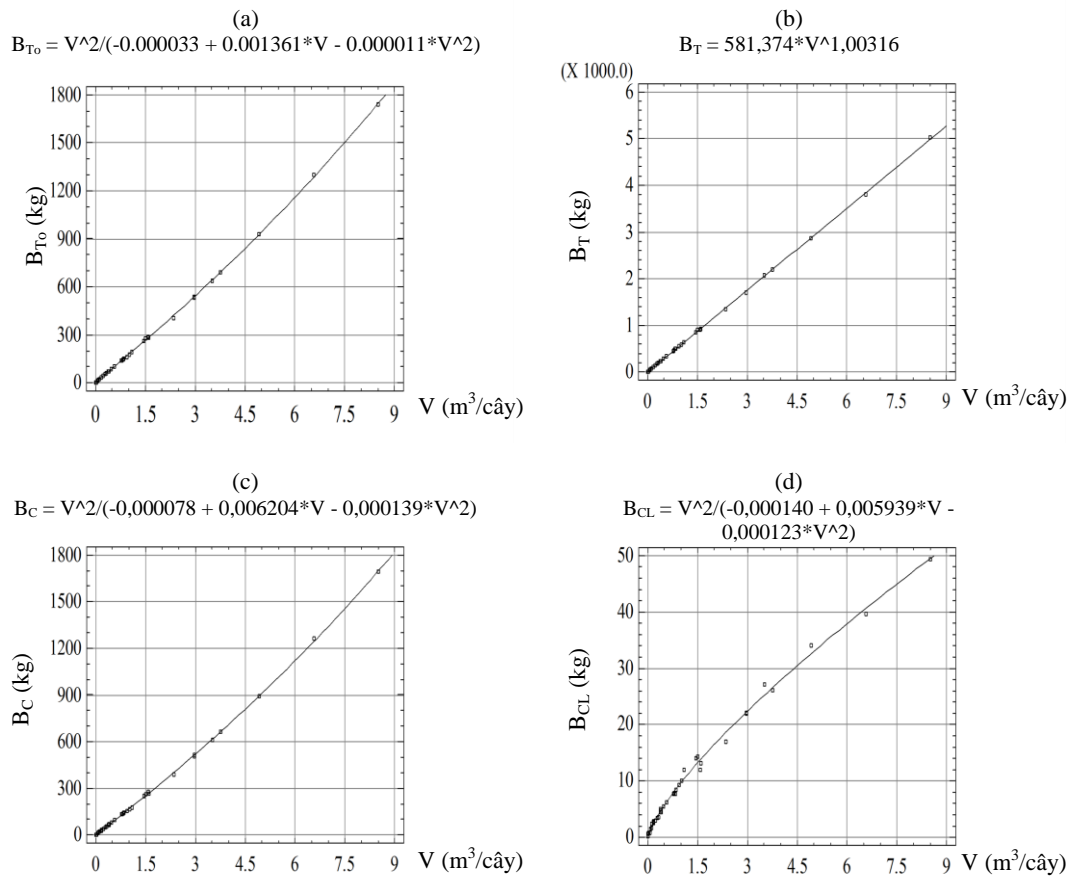 (a)
B_To = V^2/(-0.000033 + 0.001361*V - 0.000011*V^2)
B_To (kg)
1800
1500
1200
900
600
300
0
0 1.5 3 4.5 6 7.5 9 V (m³/cây)
(b)
B_T = 581,374*V^1,00316
(X 1000.0)
B_T (kg)
6
5
4
3
2
1
0
0 1.5 3 4.5 6 7.5 9 V (m³/cây)
(c)
B_C = V^2/(-0,000078 + 0,006204*V - 0,000139*V^2)
B_C (kg)
1800
1500
1200
900
600
300
0
0 1.5 3 4.5 6 7.5 9 V (m³/cây)
(d)
B_CL = V^2/(-0,000140 + 0,005939*V -
0,000123*V^2)
B_CL (kg)
50
40
30
20
10
0
0 1.5 3 4.5 6 7.5 9 V (m³/cây)